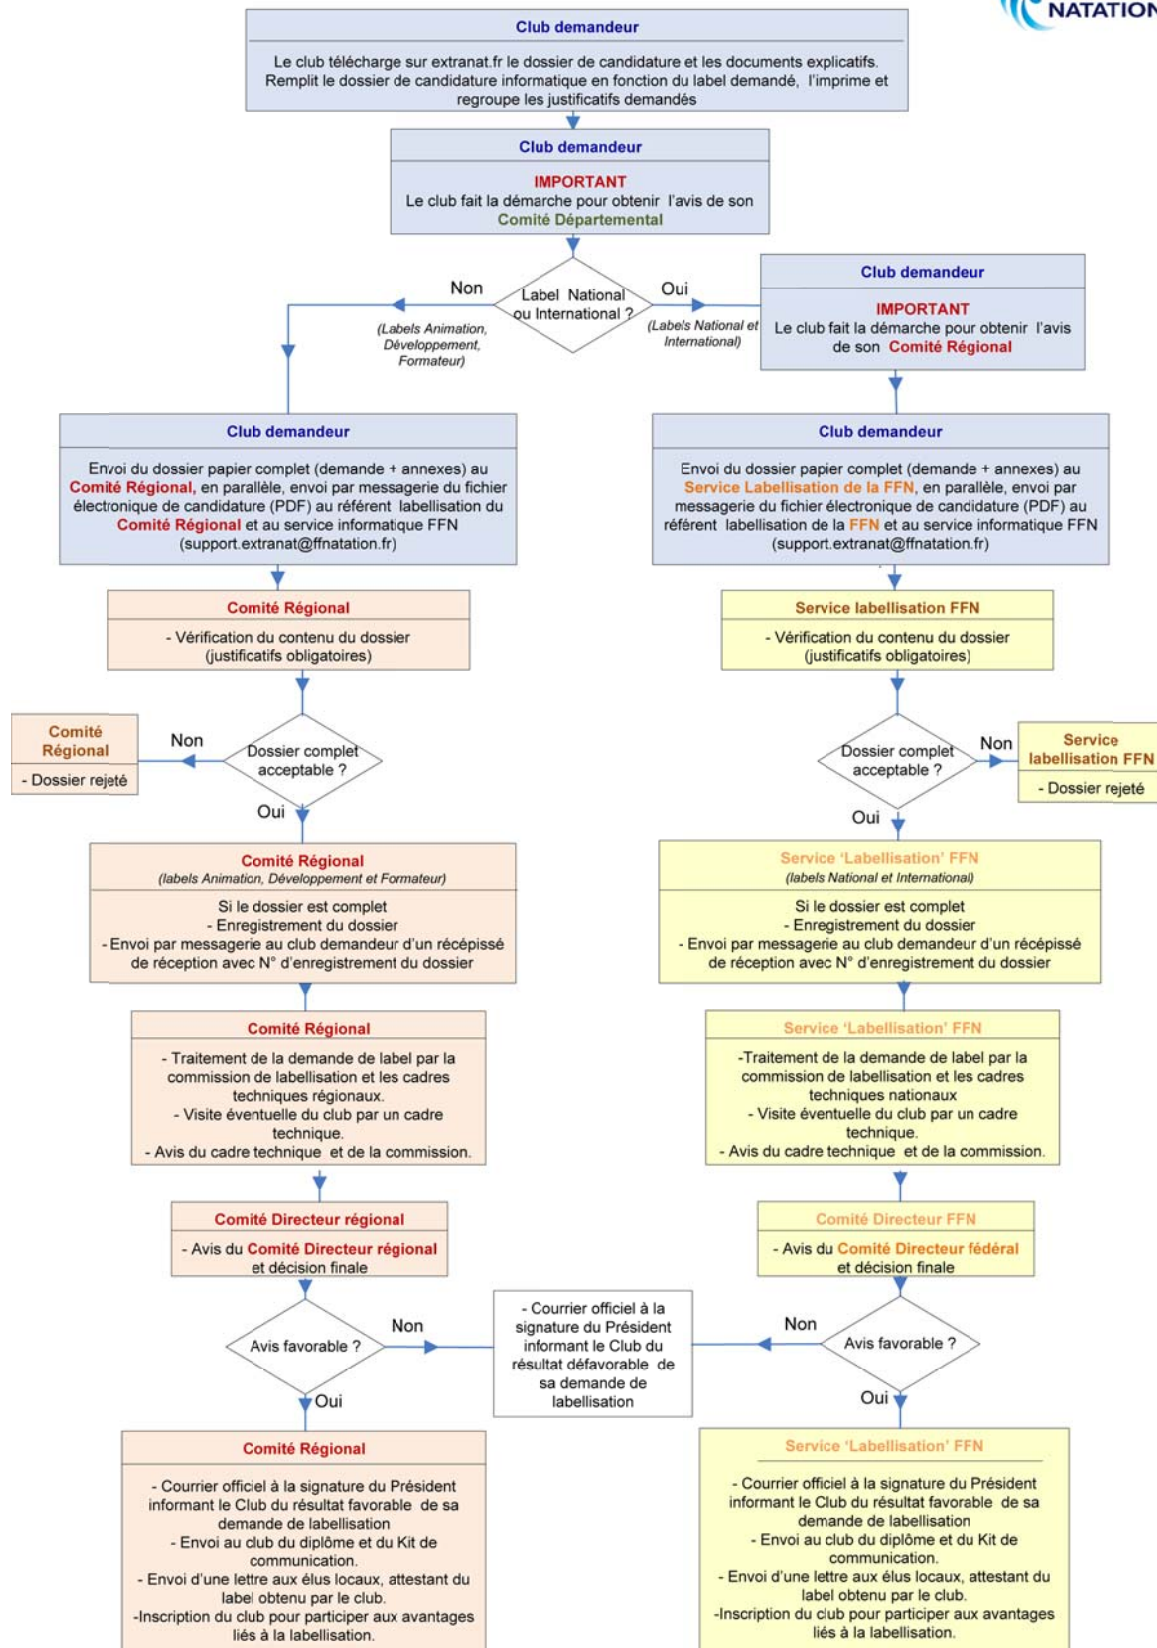 NATATION
Club demandeur
Le club télécharge sur extranat.fr le dossier de candidature et les documents explicatifs.
Remplit le dossier de candidature informatique en fonction du label demandé, l'imprime et
regroupe les justificatifs demandés
Club demandeur
IMPORTANT
Le club fait la démarche pour obtenir l'avis de son
Comité Départemental
Label National
ou International ?
Non
(Labels Animation,
Développement,
Formateur)
Oui
(Labels National et
International)
Club demandeur
IMPORTANT
Le club fait la démarche pour obtenir l'avis
de son Comité Régional
Club demandeur
Envoi du dossier papier complet (demande + annexes) au
Comité Régional, en parallèle, envoi par messagerie du fichier
électronique de candidature (PDF) au référent labellisation du
Comité Régional et au service informatique FFN
(support.extranat@ffnatation.fr)
Club demandeur
Envoi du dossier papier complet (demande + annexes) au
Service Labellisation de la FFN, en parallèle, envoi par
messagerie du fichier électronique de candidature (PDF) au
référent labellisation de la FFN et au service informatique FFN
(support.extranat@ffnatation.fr)
Comité Régional
- Vérification du contenu du dossier
(justificatifs obligatoires)
Service labellisation FFN
- Vérification du contenu du dossier
(justificatifs obligatoires)
Comité
Régional
- Dossier rejeté
Non
Dossier complet
acceptable ?
Oui
Dossier complet
acceptable ?
Non
Service
labellisation FFN
- Dossier rejeté
Oui
Comité Régional
(labels Animation, Développement et Formateur)
Si le dossier est complet
- Enregistrement du dossier
- Envoi par messagerie au club demandeur d'un récépissé
de réception avec N° d'enregistrement du dossier
Service 'Labellisation' FFN
(labels National et International)
Si le dossier est complet
- Enregistrement du dossier
- Envoi par messagerie au club demandeur d'un récépissé
de réception avec N° d'enregistrement du dossier
Comité Régional
- Traitement de la demande de label par la
commission de labellisation et les cadres
techniques régionaux.
- Visite éventuelle du club par un cadre
technique.
- Avis du cadre technique et de la commission.
Service 'Labellisation' FFN
-Traitement de la demande de label par la
commission de labellisation et les cadres
techniques nationaux
- Visite éventuelle du club par un cadre
technique.
- Avis du cadre technique et de la commission.
Comité Directeur régional
- Avis du Comité Directeur régional
et décision finale
Comité Directeur FFN
- Avis du Comité Directeur fédéral
et décision finale
Avis favorable ?
Non
- Courrier officiel à la
signature du Président
informant le Club du
résultat défavorable de
sa demande de
labellisation
Non
Avis favorable ?
Oui
Oui
Comité Régional
- Courrier officiel à la signature du Président
informant le Club du résultat favorable de sa
demande de labellisation
- Envoi au club du diplôme et du Kit de
communication.
- Envoi d'une lettre aux élus locaux, attestant du
label obtenu par le club.
-Inscription du club pour participer aux avantages
liés à la labellisation.
Service 'Labellisation' FFN
- Courrier officiel à la signature du Président
informant le Club du résultat favorable de sa
demande de labellisation
- Envoi au club du diplôme et du Kit de
communication.
- Envoi d'une lettre aux élus locaux, attestant du
label obtenu par le club.
-Inscription du club pour participer aux avantages
liés à la labellisation.